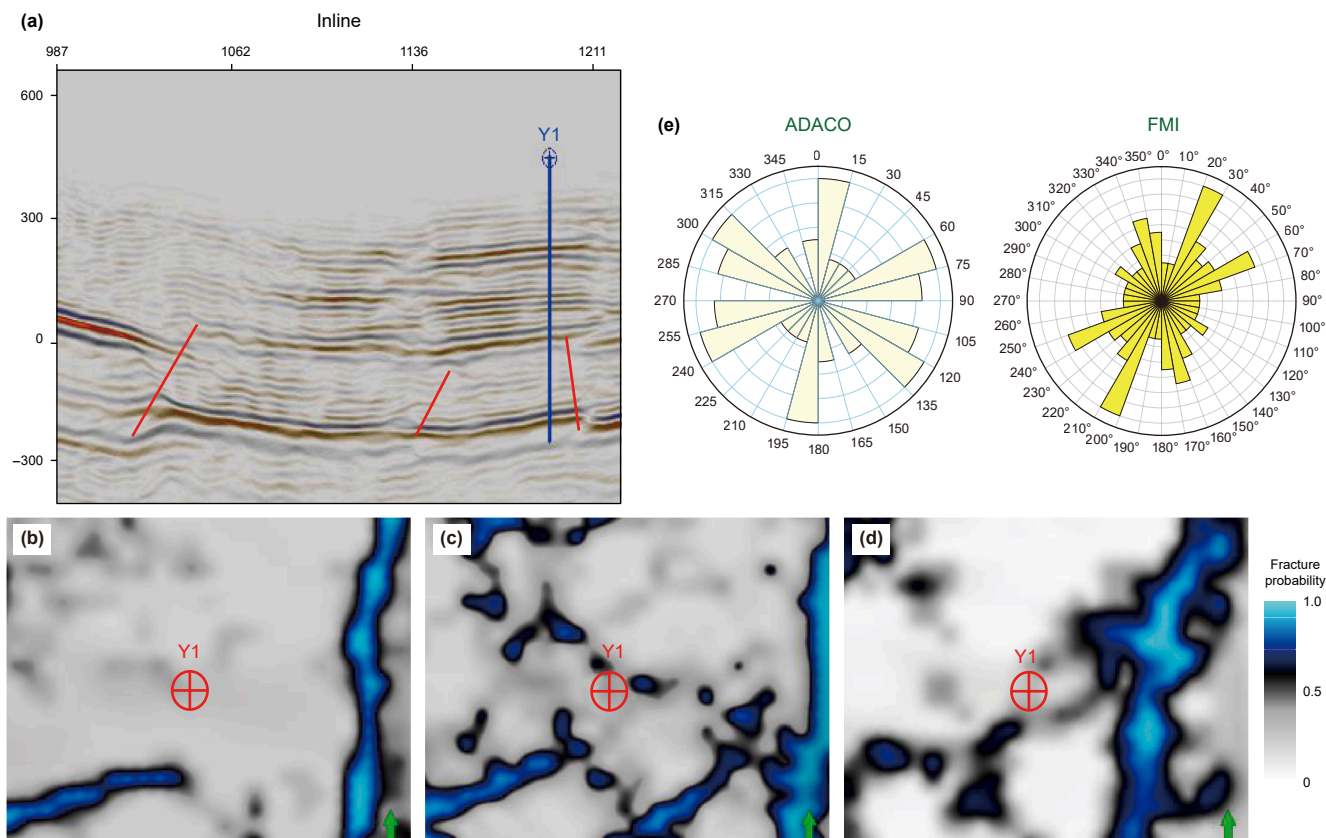 (a)
Inline
987 1062 1136 1211
600
300
0
−300
Y1
(e)
ADACO
0 15 30 45 60 75 90 105 120 135 150 165 180 195 210 225 240 255 270 285 300 315 330 345
FMI
0° 10° 20° 30° 40° 50° 60° 70° 80° 90° 100° 110° 120° 130° 140° 150° 160° 170° 180° 190° 200° 210° 220° 230° 240° 250° 260° 270° 280° 290° 300° 310° 320° 330° 340° 350°
(b)
Y1
(c)
Y1
(d)
Y1
Fracture
probability
1.0
0.5
0